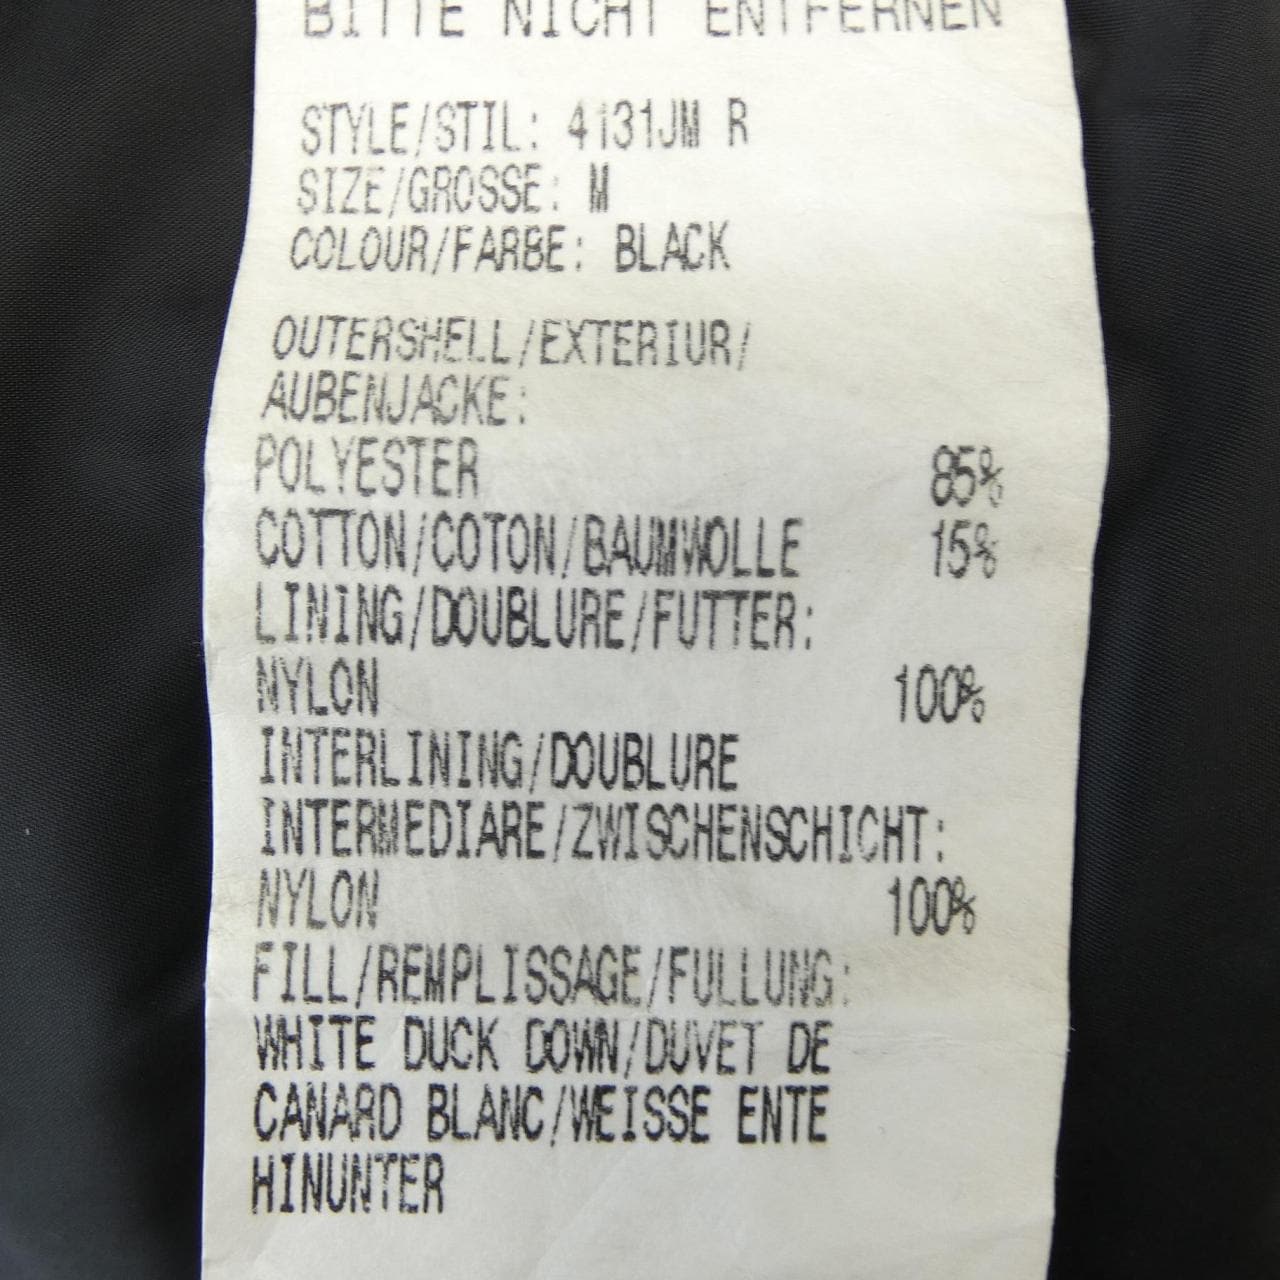 BITTE NICHT ENTFERNEN
STYLE/STIL: 4131JM R
SIZE/GROSSE: M
COLOUR/FARBE: BLACK
OUTERSHELL/EXTERIUR/
AUBENJACKE:
POLYESTER 85%
COTTON/COTON/BAUMWOLLE 15%
LINING/DOUBLURE/FUTTER:
NYLON 100%
INTERLINING/DOUBLURE
INTERMEDIARE/ZWISCHENSCHICHT:
NYLON 100%
FILL/REMPLISSAGE/FULLUNG:
WHITE DUCK DOWN/DUVET DE
CANARD BLANC/WEISSE ENTE
HINUNTER